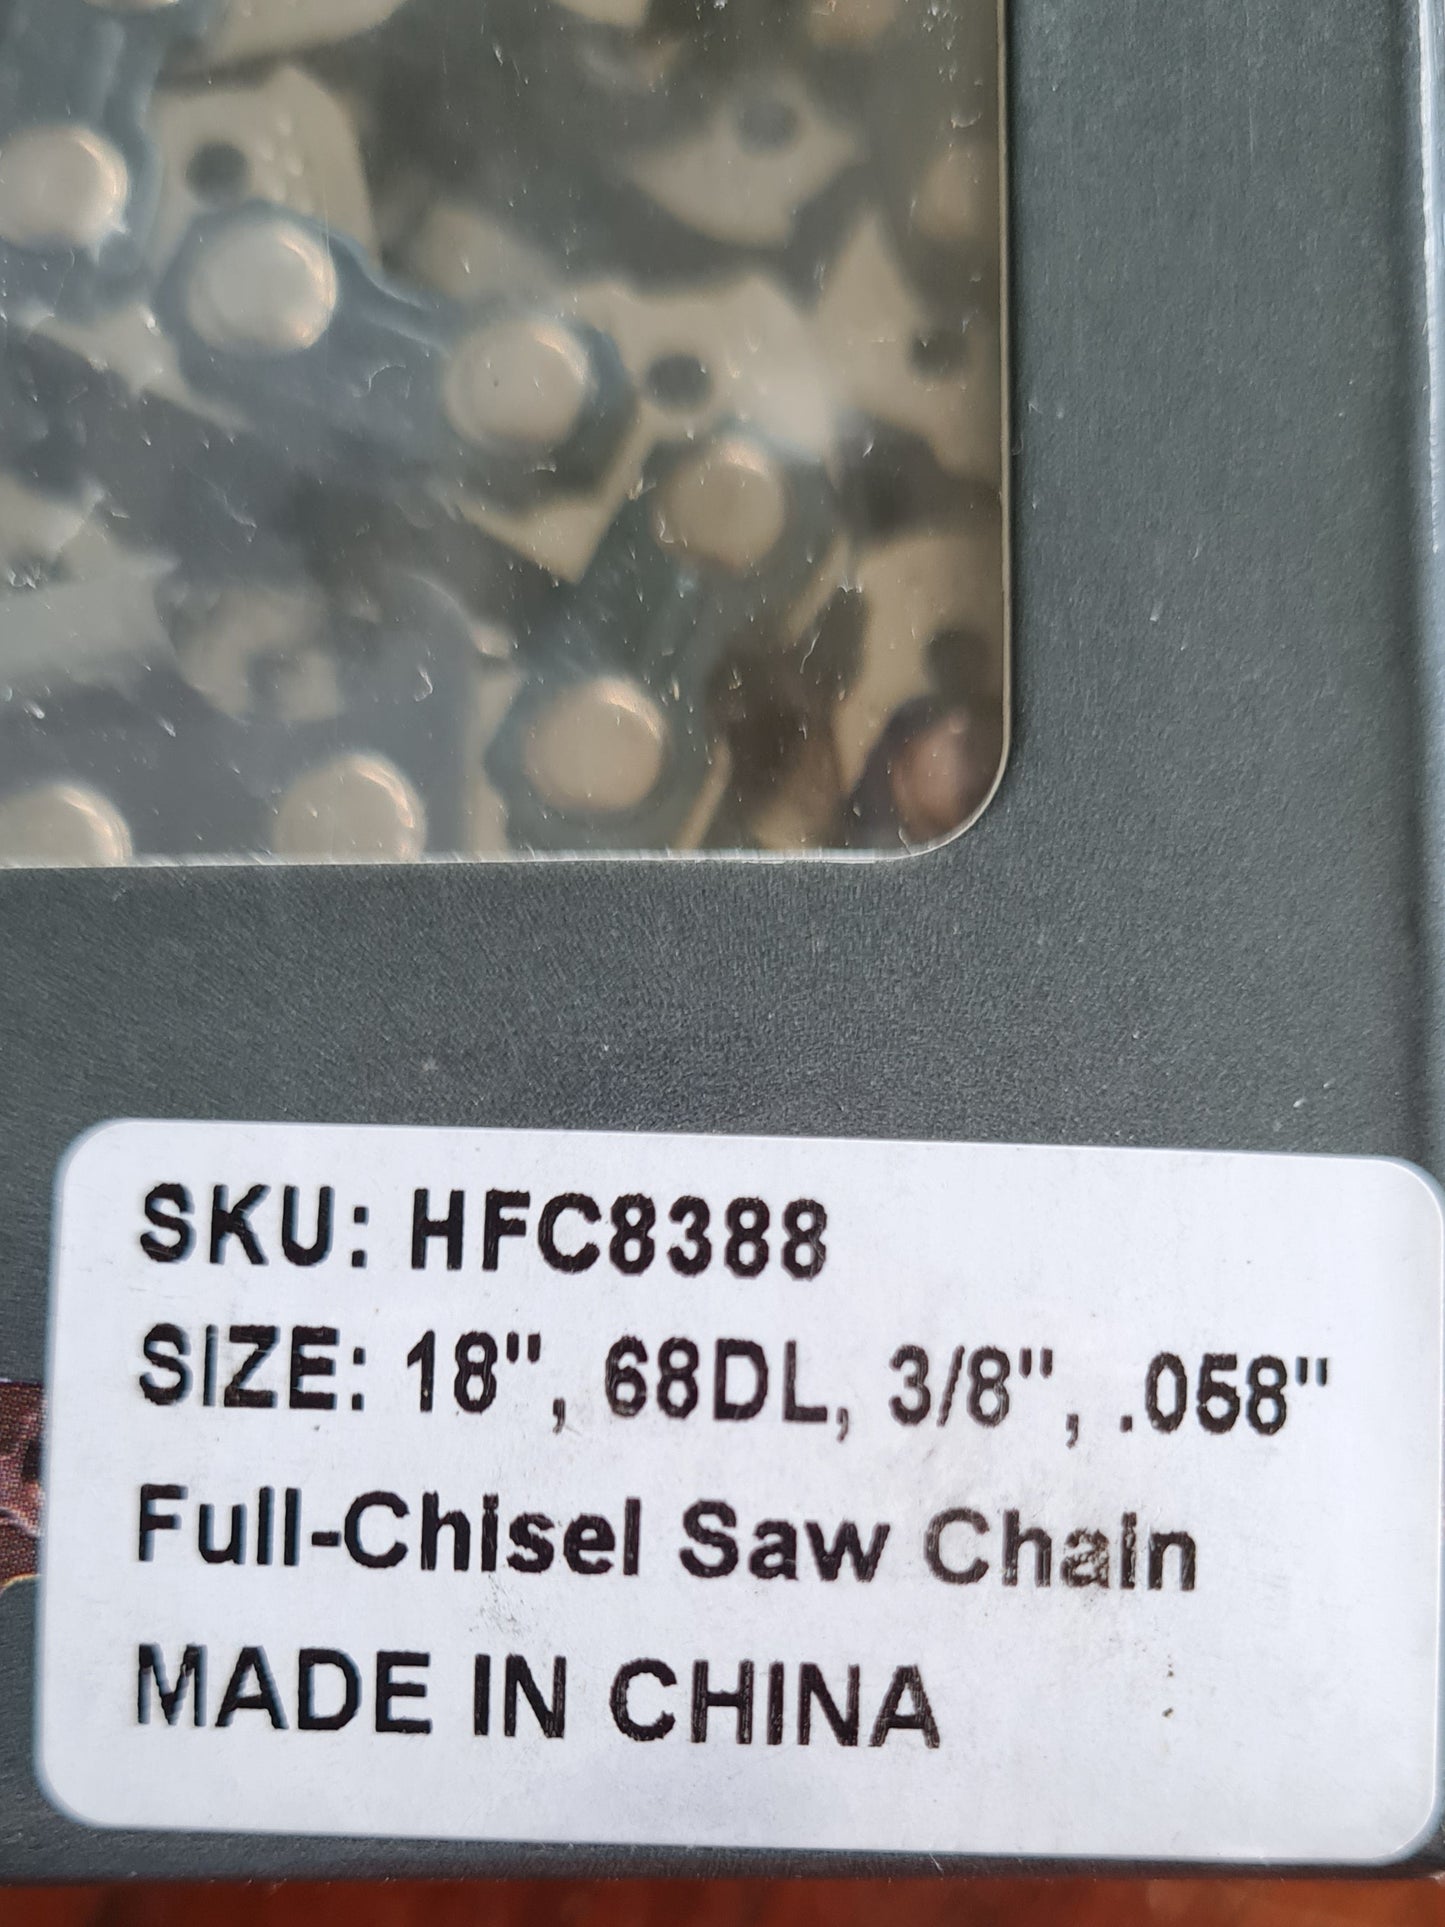 SKU: HFC8388
SIZE: 18", 68DL, 3/8", .058"
Full-Chisel Saw Chain
MADE IN CHINA